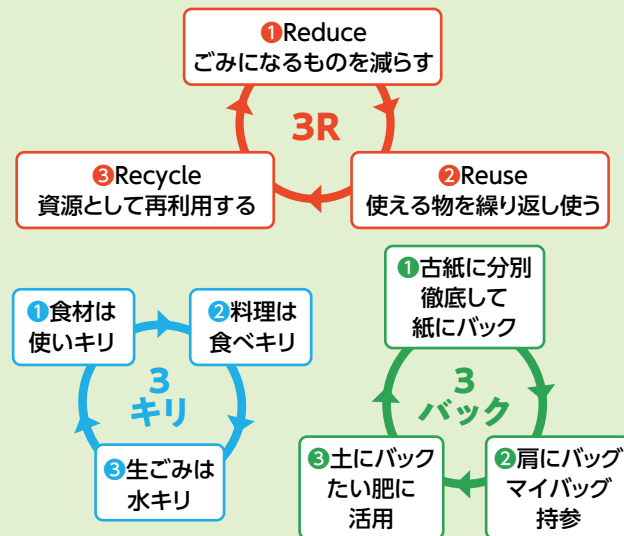 ❶Reduce
ごみになるものを減らす
3R
❸Recycle
資源として再利用する
❷Reuse
使える物を繰り返し使う
❶食材は
使いキリ
❷料理は
食べキリ
3
キリ
❸生ごみは
水キリ
❶古紙に分別
徹底して
紙にバック
3
バック
❸土にバック
たい肥に
活用
❷肩にバッグ
マイバッグ
持参